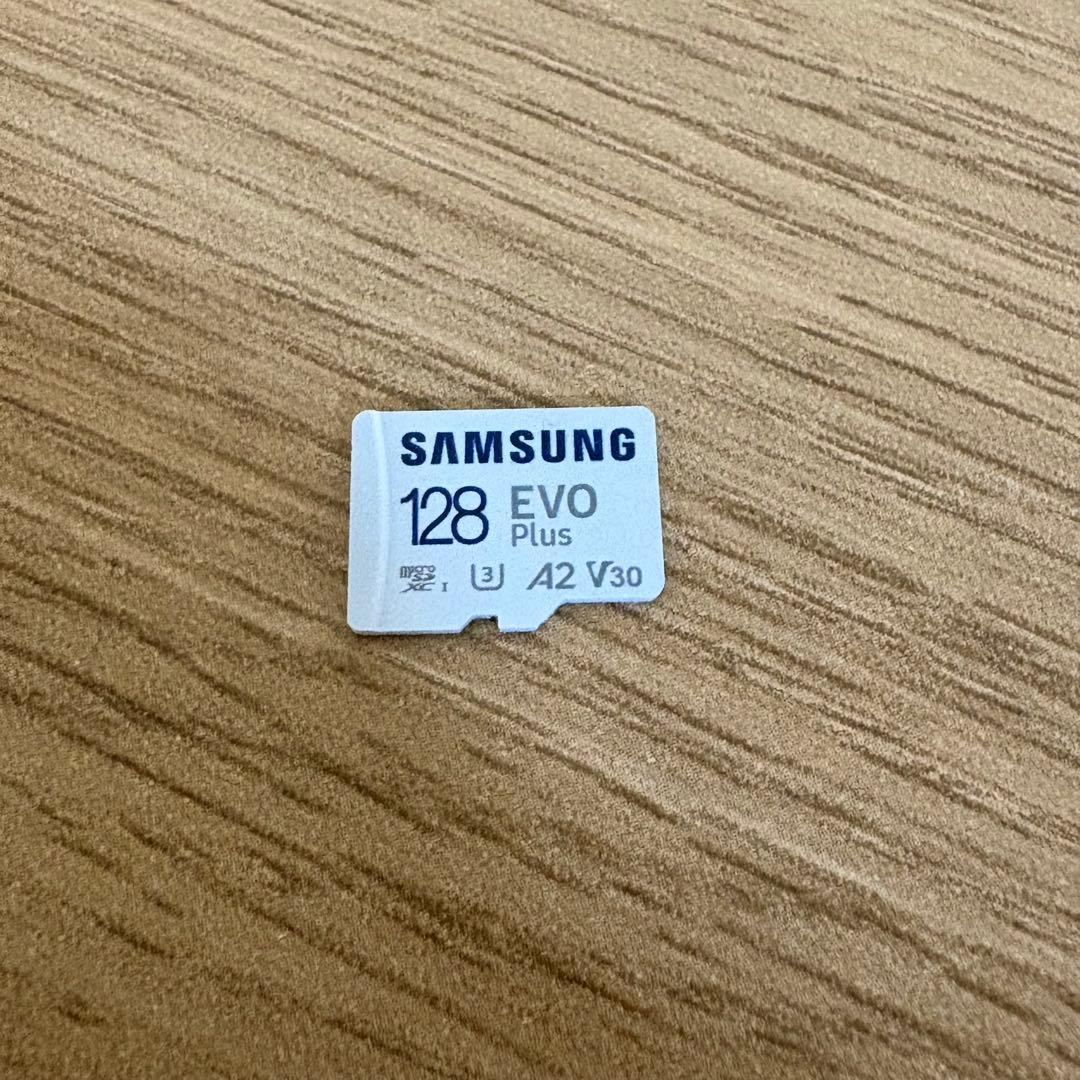 SAMSUNG
128 EVO
Plus
micro SD XC I U3 A2 V30